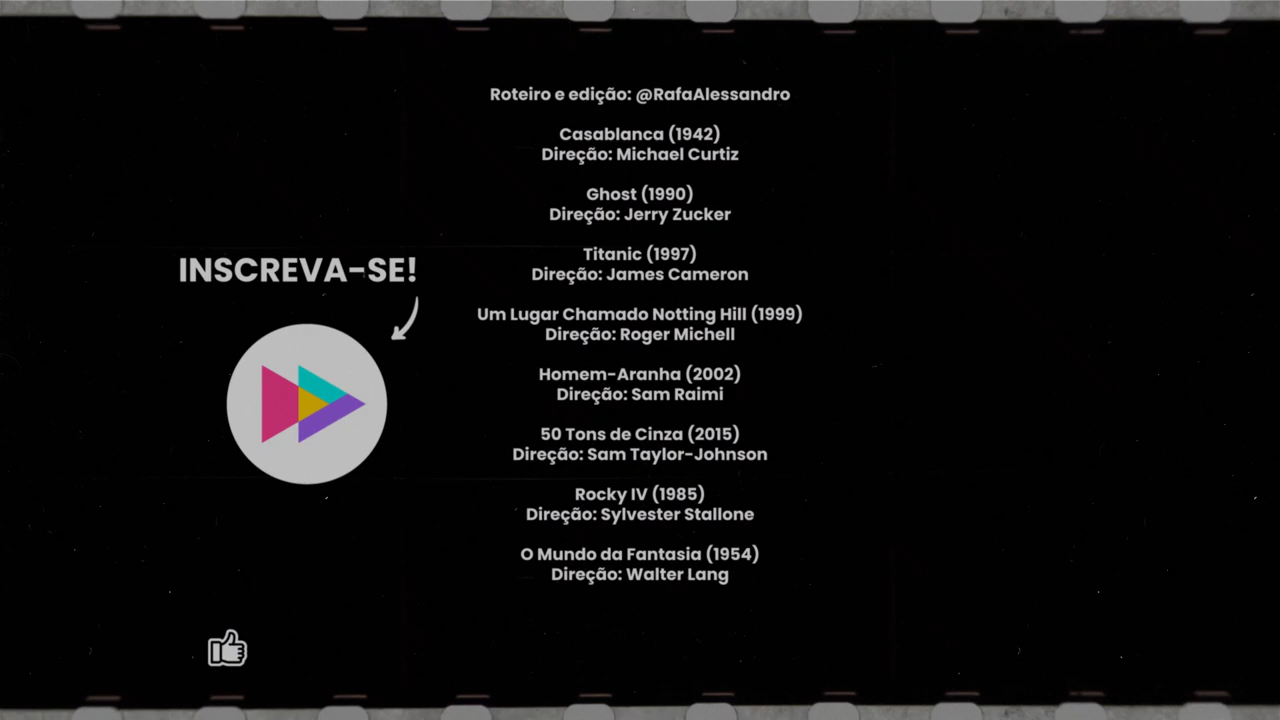 Roteiro e edição: @RafaAlessandro
Casablanca (1942)
Direção: Michael Curtiz
Ghost (1990)
Direção: Jerry Zucker
Titanic (1997)
Direção: James Cameron
Um Lugar Chamado Notting Hill (1999)
Direção: Roger Michell
Homem-Aranha (2002)
Direção: Sam Raimi
50 Tons de Cinza (2015)
Direção: Sam Taylor-Johnson
Rocky IV (1985)
Direção: Sylvester Stallone
O Mundo da Fantasia (1954)
Direção: Walter Lang
INSCREVA-SE!